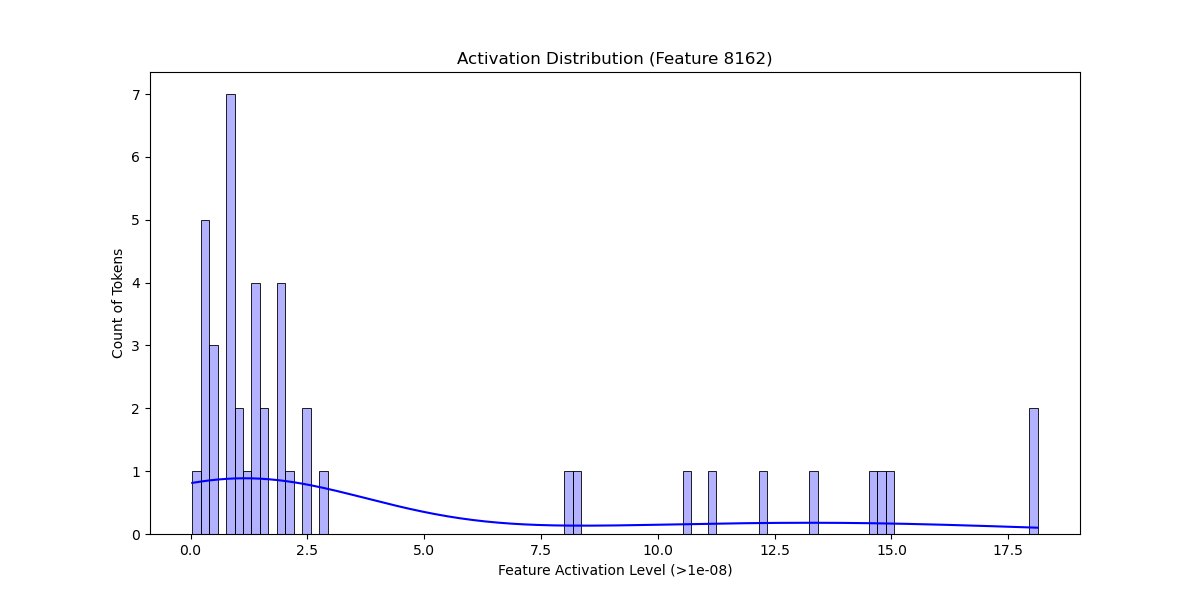 Activation Distribution (Feature 8162)
7
6
5
4
3
2
1
0
Count of Tokens
0.0 2.5 5.0 7.5 10.0 12.5 15.0 17.5
Feature Activation Level (>1e-08)